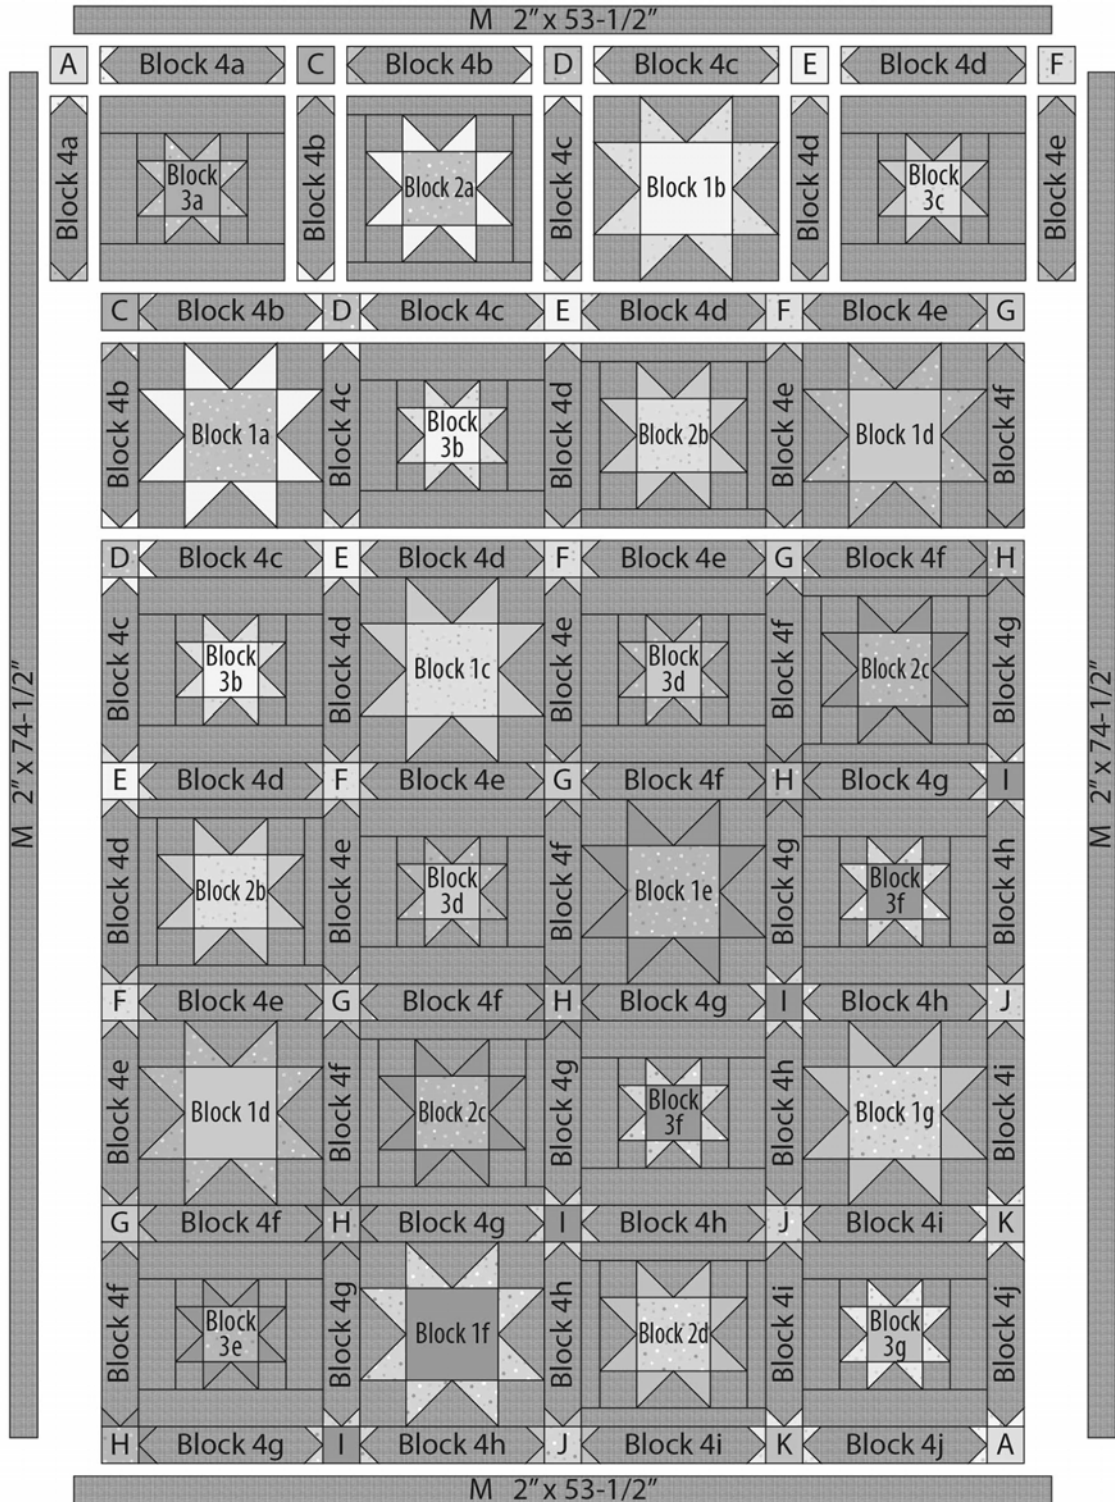 M 2" x 53-1/2"
A Block 4a C Block 4b D Block 4c E Block 4d F
Block 4a Block 3a Block 4b Block 2a Block 4c Block 1b Block 4d Block 3c Block 4e
C Block 4b D Block 4c E Block 4d F Block 4e G
Block 4b Block 1a Block 4c Block 3b Block 4d Block 2b Block 4e Block 1d Block 4f
D Block 4c E Block 4d F Block 4e G Block 4f H
Block 4c Block 3b Block 4d Block 1c Block 4e Block 3d Block 4f Block 2c Block 4g
M 2" x 74-1/2"
M 2" x 74-1/2"
E Block 4d F Block 4e G Block 4f H Block 4g I
Block 4d Block 2b Block 4e Block 3d Block 4f Block 1e Block 4g Block 3f Block 4h
F Block 4e G Block 4f H Block 4g I Block 4h J
Block 4e Block 1d Block 4f Block 2c Block 4g Block 3f Block 4h Block 1g Block 4i
G Block 4f H Block 4g I Block 4h J Block 4i K
Block 4f Block 3e Block 4g Block 1f Block 4h Block 2d Block 4i Block 3g Block 4j
H Block 4g I Block 4h J Block 4i K Block 4j A
M 2" x 53-1/2"